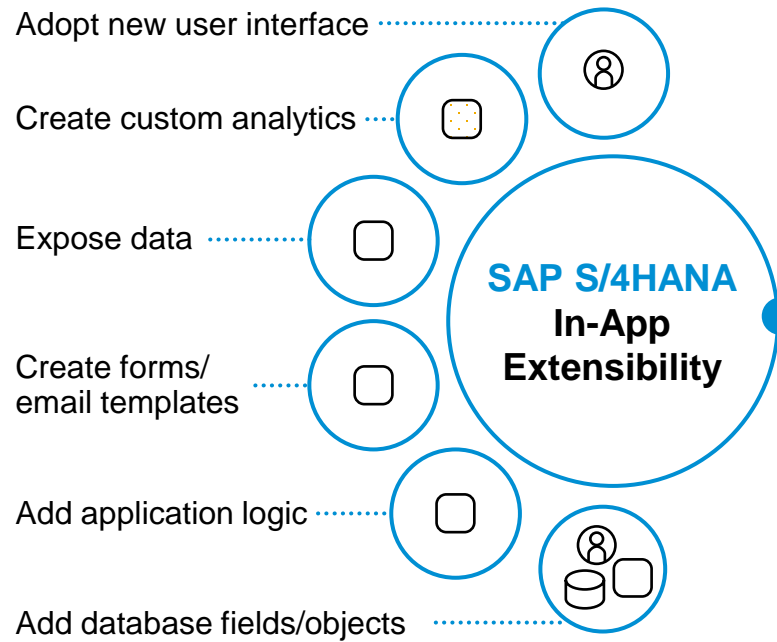 Adopt new user interface
Create custom analytics
Expose data
Create forms/
email templates
Add application logic
Add database fields/objects
SAP S/4HANA
In-App
Extensibility